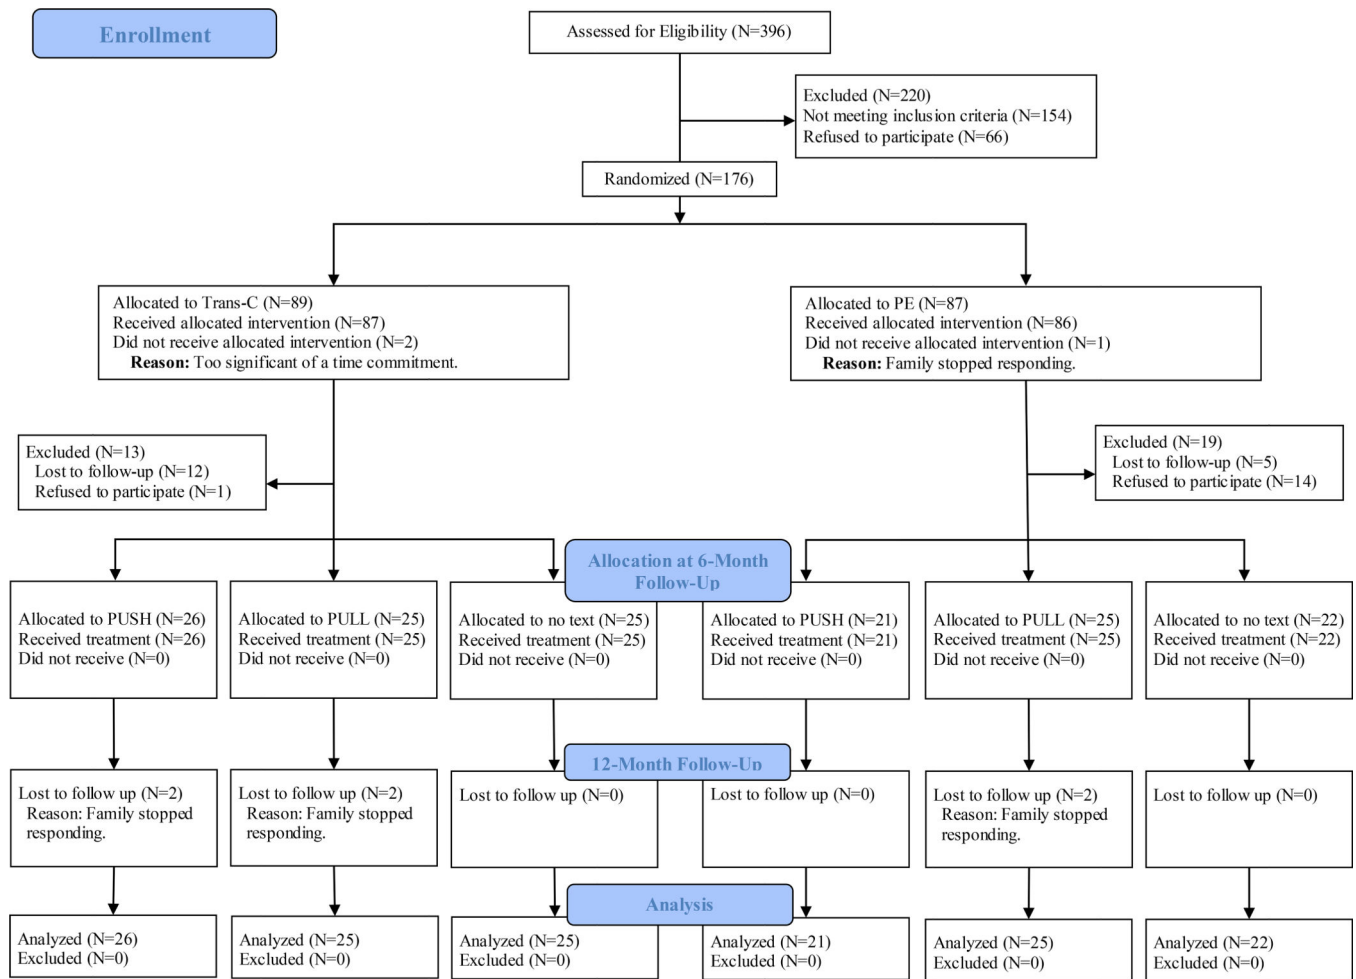 Enrollment
Assessed for Eligibility (N=396)
Excluded (N=220)
Not meeting inclusion criteria (N=154)
Refused to participate (N=66)
Randomized (N=176)
Allocated to Trans-C (N=89)
Received allocated intervention (N=87)
Did not receive allocated intervention (N=2)
Reason: Too significant of a time commitment.
Allocated to PE (N=87)
Received allocated intervention (N=86)
Did not receive allocated intervention (N=1)
Reason: Family stopped responding.
Excluded (N=13)
Lost to follow-up (N=12)
Refused to participate (N=1)
Excluded (N=19)
Lost to follow-up (N=5)
Refused to participate (N=14)
Allocation at 6-Month
Follow-Up
Allocated to PUSH (N=26)
Received treatment (N=26)
Did not receive (N=0)
Allocated to PULL (N=25)
Received treatment (N=25)
Did not receive (N=0)
Allocated to no text (N=25)
Received treatment (N=25)
Did not receive (N=0)
Allocated to PUSH (N=21)
Received treatment (N=21)
Did not receive (N=0)
Allocated to PULL (N=25)
Received treatment (N=25)
Did not receive (N=0)
Allocated to no text (N=22)
Received treatment (N=22)
Did not receive (N=0)
12-Month Follow-Up
Lost to follow up (N=2)
Reason: Family stopped
responding.
Lost to follow up (N=2)
Reason: Family stopped
responding.
Lost to follow up (N=0)
Lost to follow up (N=0)
Lost to follow up (N=2)
Reason: Family stopped
responding.
Lost to follow up (N=0)
Analysis
Analyzed (N=26)
Excluded (N=0)
Analyzed (N=25)
Excluded (N=0)
Analyzed (N=25)
Excluded (N=0)
Analyzed (N=21)
Excluded (N=0)
Analyzed (N=25)
Excluded (N=0)
Analyzed (N=22)
Excluded (N=0)